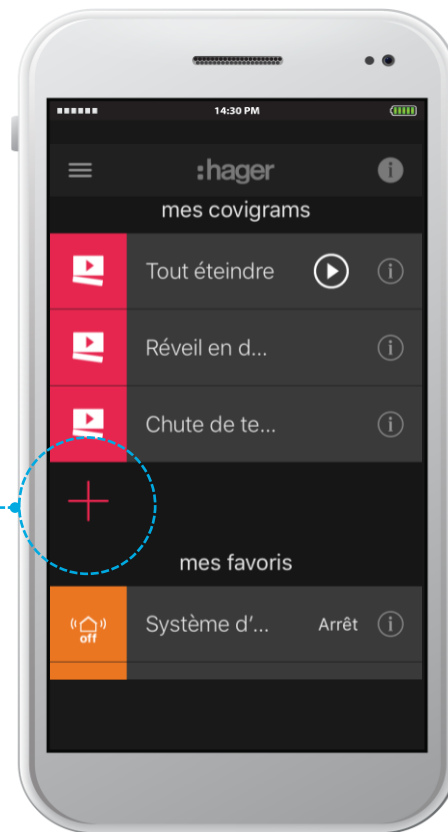 14:30 PM
:hager
mes covigrams
Tout éteindre
Réveil en d...
Chute de te...
mes favoris
off
Système d'... Arrêt